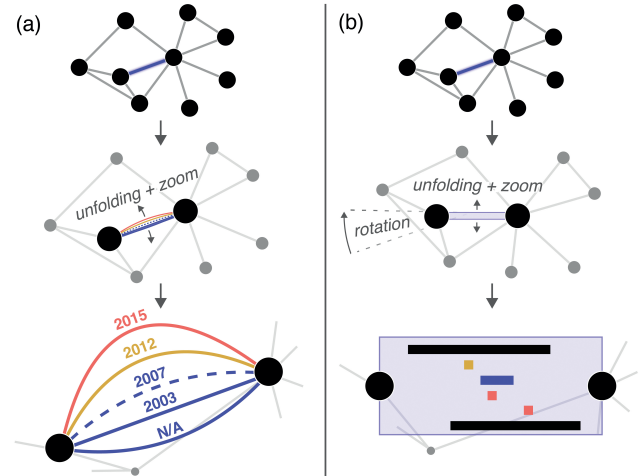 (a)
unfolding + zoom
2015
2012
2007
2003
N/A
(b)
unfolding + zoom
rotation